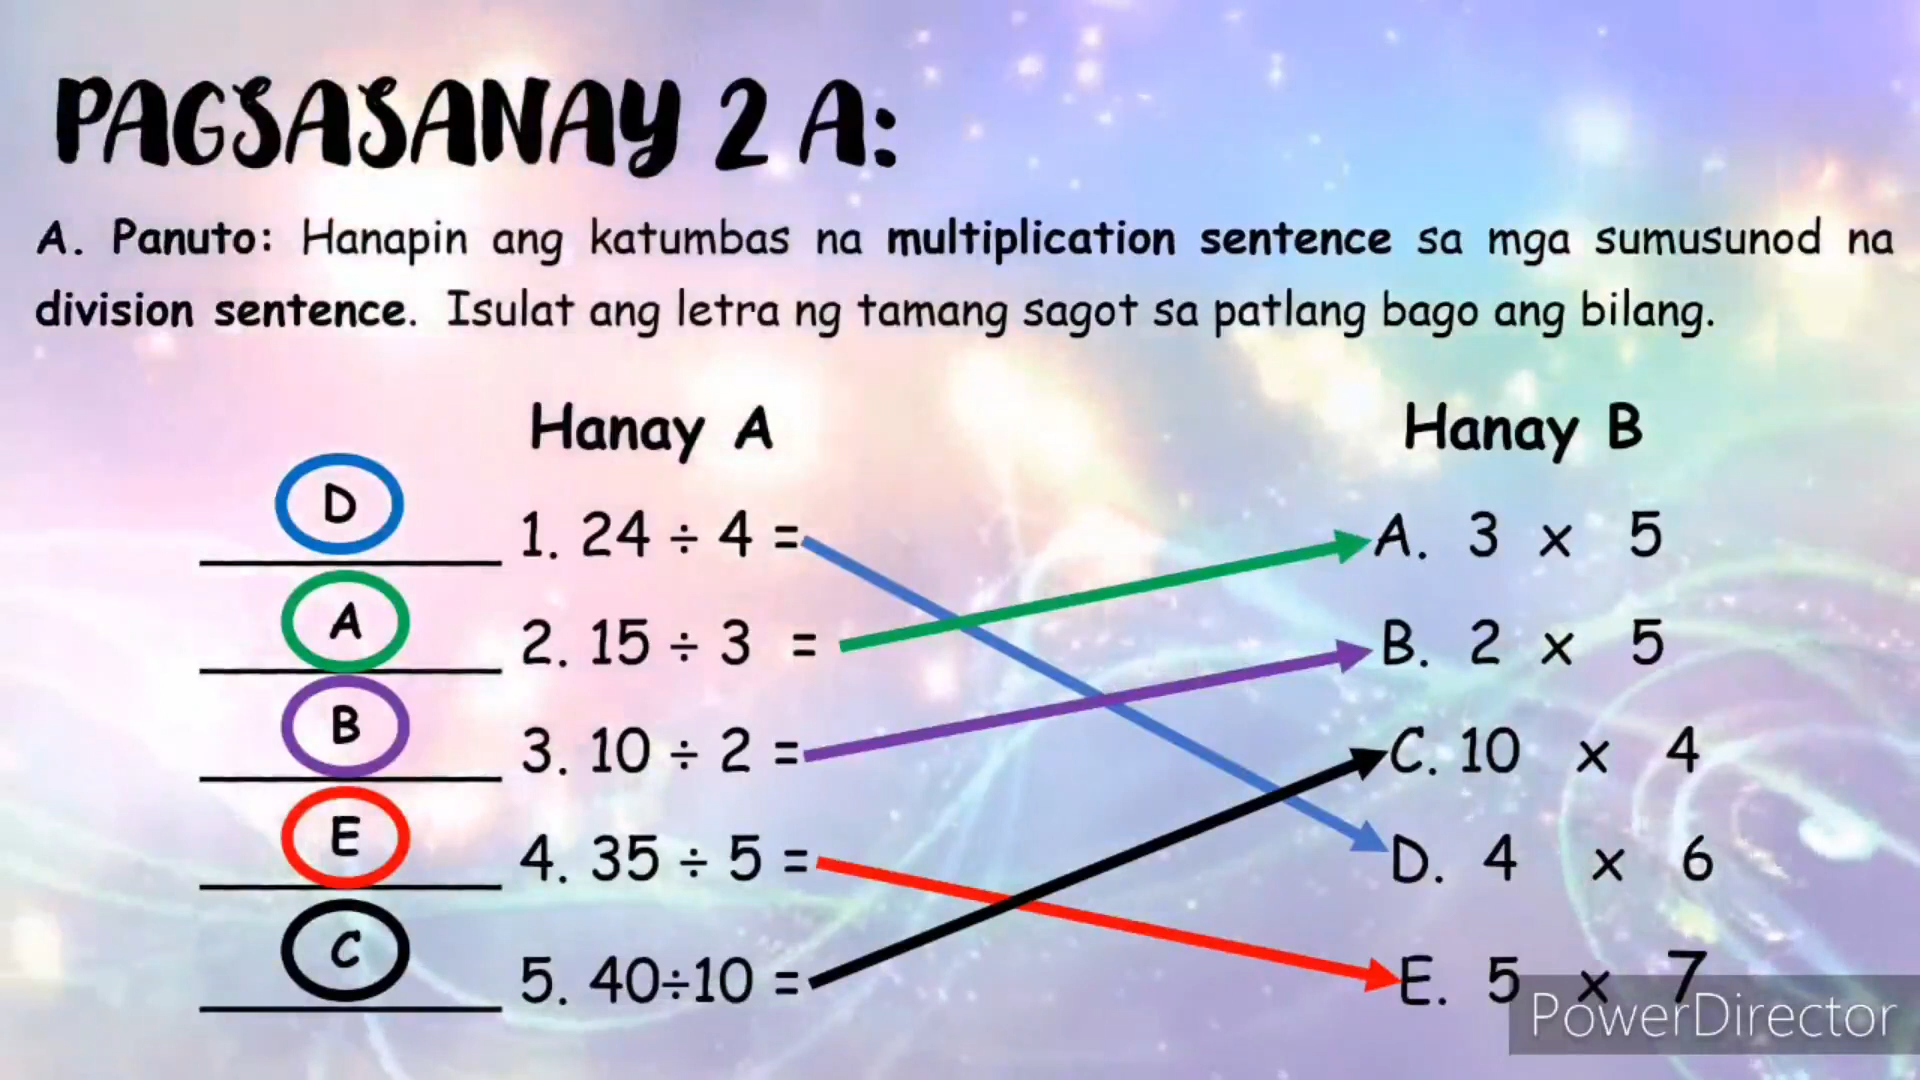 PAGSASANAY 2 A:
A. Panuto: Hanapin ang katumbas na multiplication sentence sa mga sumusunod na
division sentence. Isulat ang letra ng tamang sagot sa patlang bago ang bilang.
Hanay A Hanay B
D 1. 24 ÷ 4 = A. 3 x 5
A 2. 15 ÷ 3 = B. 2 x 5
B 3. 10 ÷ 2 = C. 10 x 4
E 4. 35 ÷ 5 = D. 4 x 6
C 5. 40÷10 = E. 5 x 7
PowerDirector